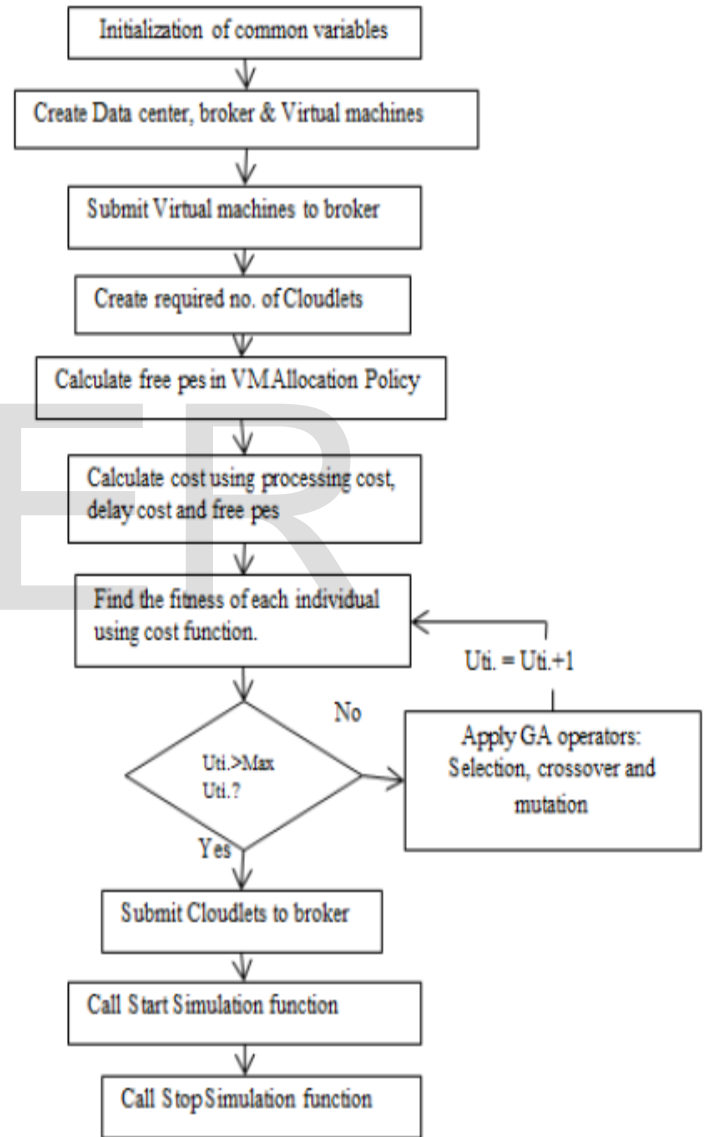 Initialization of common variables
Create Data center, broker & Virtual machines
Submit Virtual machines to broker
Create required no. of Cloudlets
Calculate free pes in VMAllocation Policy
Calculate cost using processing cost,
delay cost and free pes
Find the fitness of each individual
using cost function.
Uti. = Uti.+1
No
Uti.>Max
Uti.?
Apply GA operators:
Selection, crossover and
mutation
Yes
Submit Cloudlets to broker
Call Start Simulation function
Call Stop Simulation function
ER